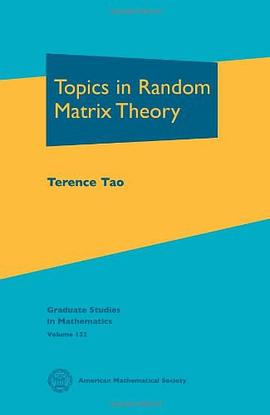 Topics in Random
Matrix Theory
Terence Tao
Graduate Studies
in Mathematics
Volume 132
American Mathematical Society